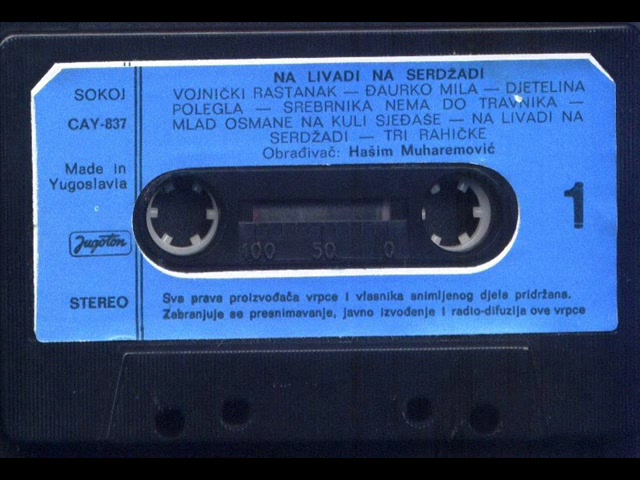 NA LIVADI NA SERDŽADI
VOJNIČKI RASTANAK — ĐAURKO MILA — DJETELINA
POLEGLA — SREBRNIKA NEMA DO TRAVNIKA —
MLAD OSMANE NA KULI SJEĐAŠE — NA LIVADI NA
SERDŽADI — TRI RAHIČKE
Obrađivač: Hašim Muharemović
SOKOJ
CAY-837
Made in
Yugoslavia
Jugoton
STEREO
1
100 50 0
Sva prava proizvođača vrpce i vlasnika snimljenog djela pridržana.
Zabranjuje se presnimavanje, javno izvođenje i radio-difuzija ove vrpce